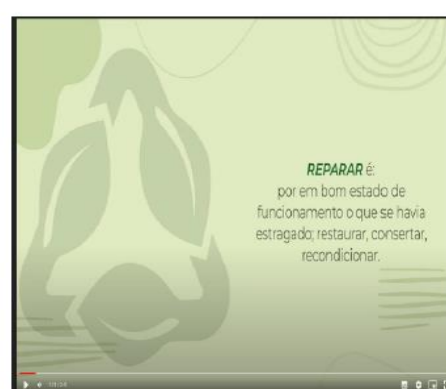 REPARAR é:
por em bom estado de
funcionamento o que se havia
estragado; restaurar, consertar,
recondicionar.